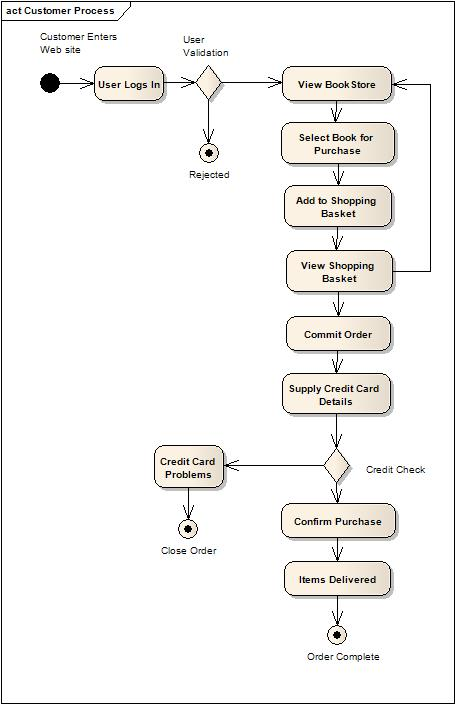 act Customer Process
Customer Enters
Web site
User
Validation
User Logs In
View BookStore
Select Book for
Purchase
Rejected
Add to Shopping
Basket
View Shopping
Basket
Commit Order
Supply Credit Card
Details
Credit Card
Problems
Credit Check
Confirm Purchase
Close Order
Items Delivered
Order Complete